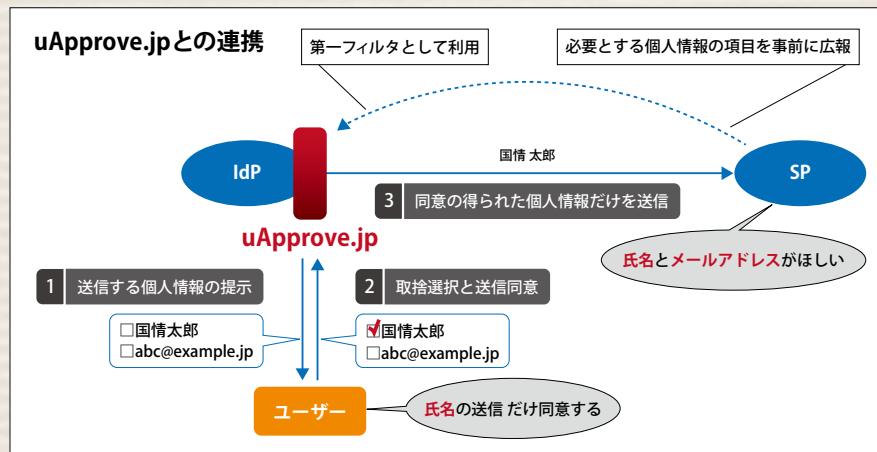 uApprove.jpとの連携
第一フィルタとして利用
必要とする個人情報の項目を事前に広報
IdP
国情 太郎
SP
3 同意の得られた個人情報だけを送信
uApprove.jp
氏名とメールアドレスがほしい
1 送信する個人情報の提示
2 取捨選択と送信同意
□国情太郎
□abc@example.jp
☑国情太郎
□abc@example.jp
ユーザー
氏名の送信 だけ同意する